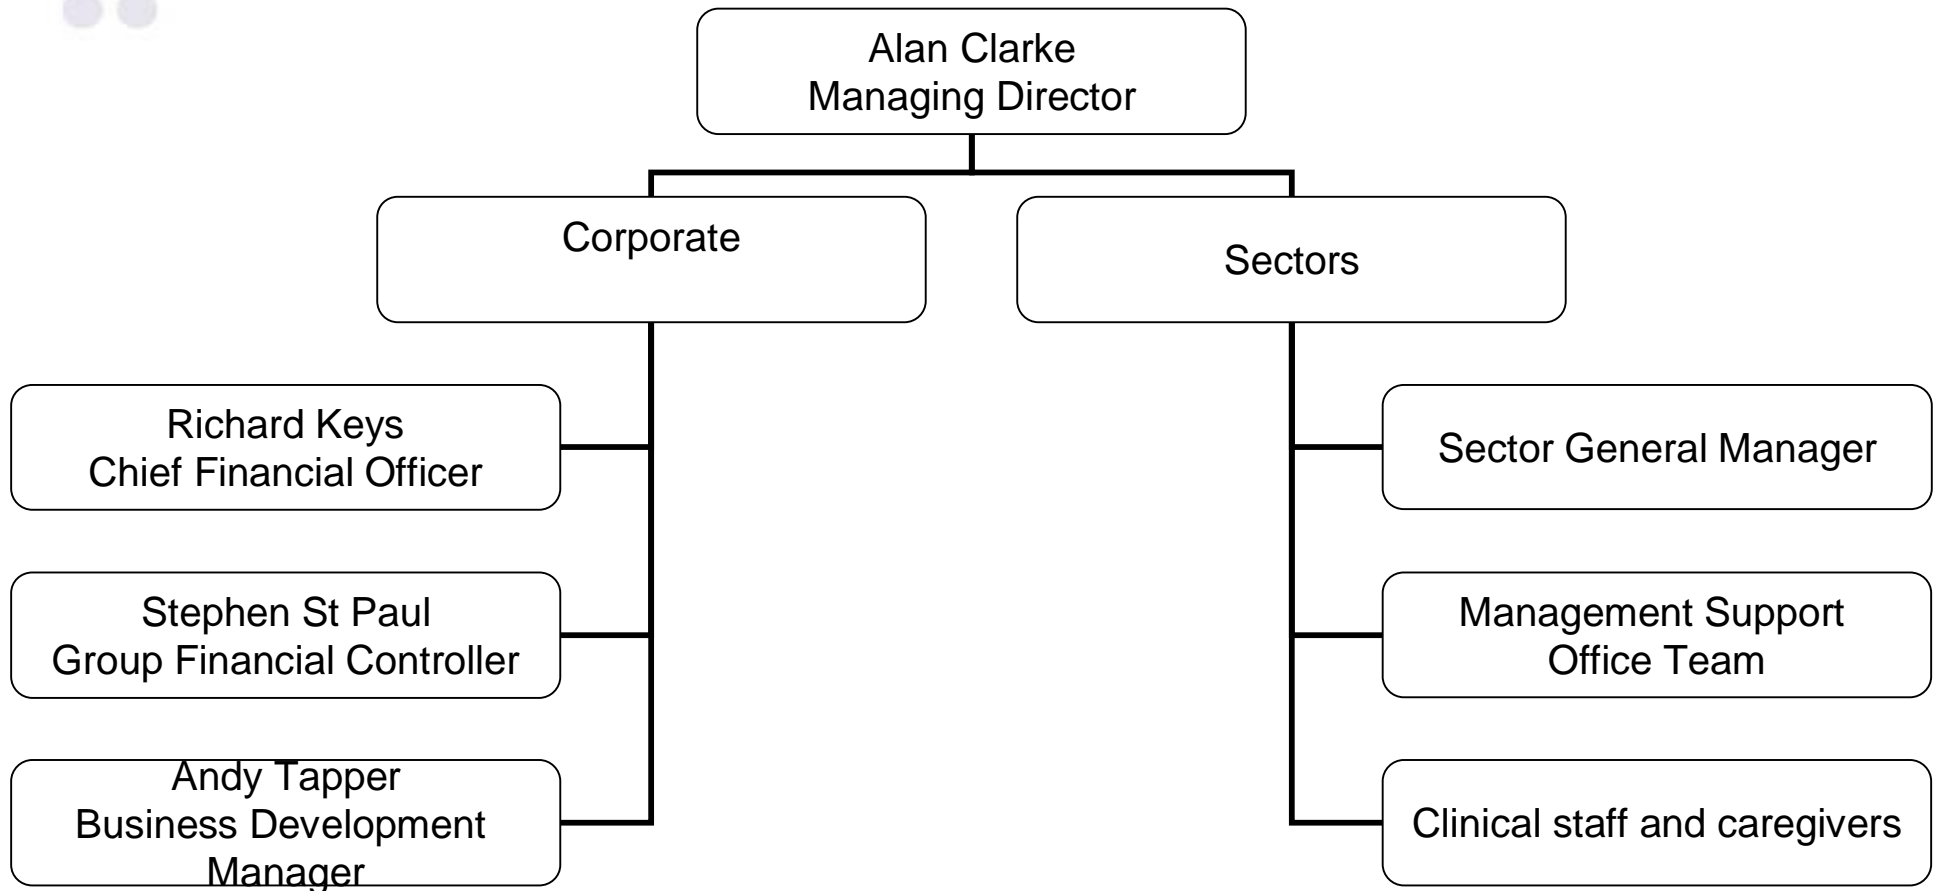 Alan Clarke
Managing Director
Corporate
Sectors
Richard Keys
Chief Financial Officer
Sector General Manager
Stephen St Paul
Group Financial Controller
Management Support
Office Team
Andy Tapper
Business Development
Manager
Clinical staff and caregivers